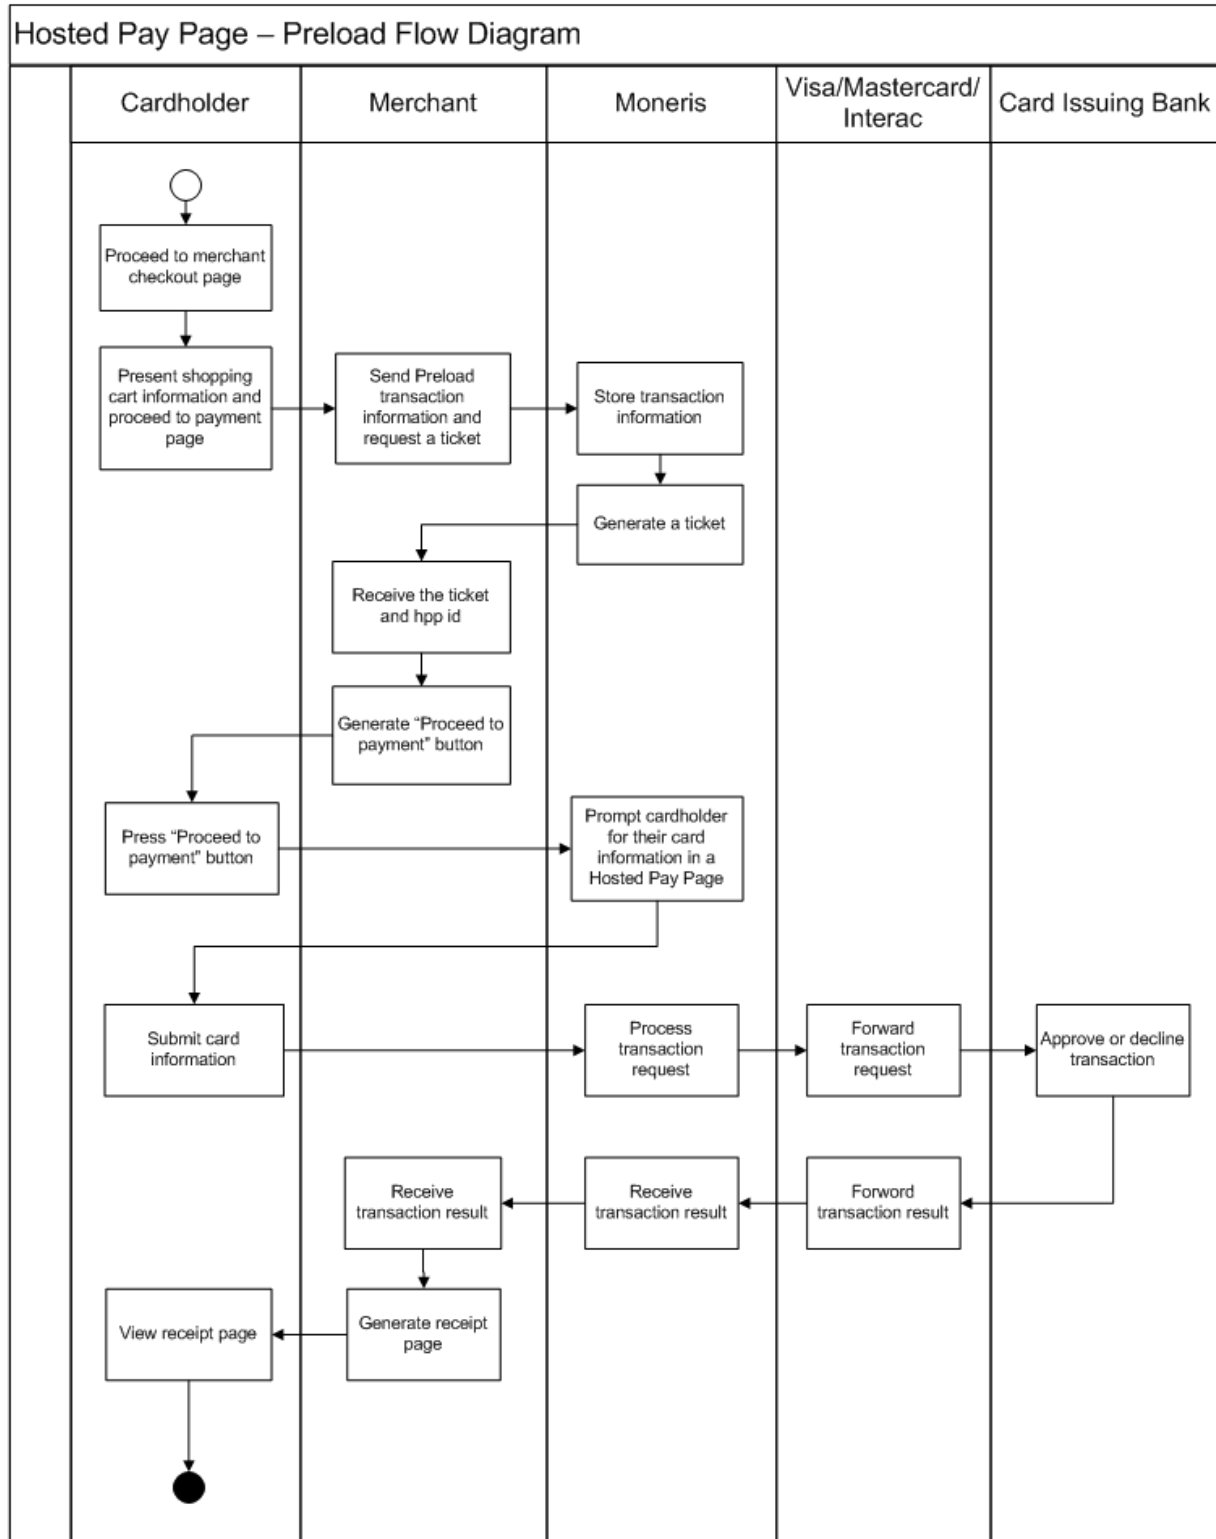 Hosted Pay Page – Preload Flow Diagram
Cardholder
Merchant
Moneris
Visa/Mastercard/
Interac
Card Issuing Bank
Proceed to merchant
checkout page
Present shopping
cart information and
proceed to payment
page
Send Preload
transaction
information and
request a ticket
Store transaction
information
Generate a ticket
Receive the ticket
and hpp id
Generate “Proceed to
payment” button
Press “Proceed to
payment” button
Prompt cardholder
for their card
information in a
Hosted Pay Page
Submit card
information
Process
transaction
request
Forward
transaction
request
Approve or decline
transaction
Receive
transaction result
Receive
transaction result
Forword
transaction result
View receipt page
Generate receipt
page